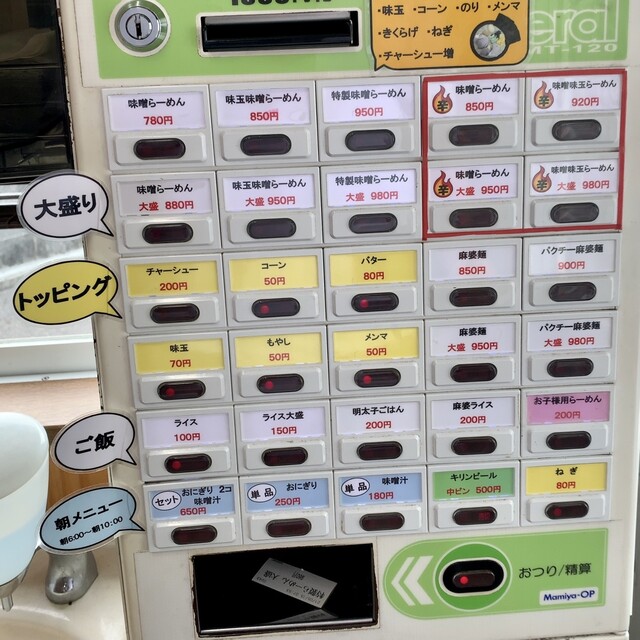 ・味玉・コーン・のり・メンマ
・きくらげ・ねぎ
・チャーシュー増
MT-120
味噌らーめん
780円
味玉味噌らーめん
850円
特製味噌らーめん
950円
辛
味噌らーめん
850円
辛
味噌味玉らーめん
920円
大盛り
味噌らーめん
大盛 880円
味玉味噌らーめん
大盛 950円
特製味噌らーめん
大盛 980円
辛
味噌らーめん
大盛 950円
辛
味噌味玉らーめん
大盛 980円
トッピング
チャーシュー
200円
コーン
50円
バター
80円
麻婆麺
850円
パクチー麻婆麺
900円
味玉
70円
もやし
50円
メンマ
50円
麻婆麺
大盛 950円
パクチー麻婆麺
大盛 980円
ご飯
ライス
100円
ライス大盛
150円
明太子ごはん
200円
麻婆ライス
200円
お子様用らーめん
200円
朝メニュー
朝6:00〜朝10:00
セット
おにぎり 2コ
味噌汁
650円
単品
おにぎり
250円
単品
味噌汁
180円
キリンビール
中ビン 500円
ねぎ
80円
おつり/精算
Mamiya-OP